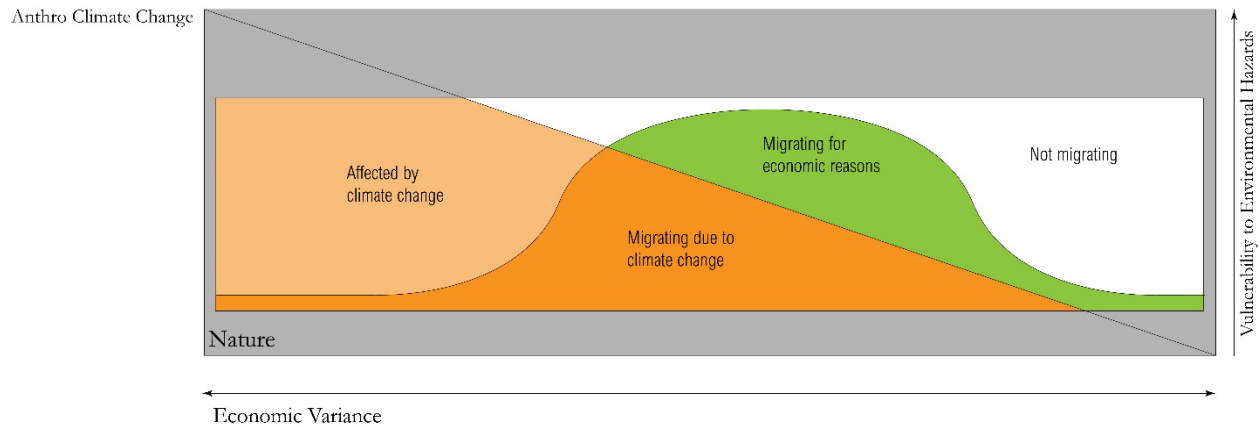 Anthro Climate Change
Vulnerability to Environmental Hazards
Migrating for
economic reasons
Not migrating
Affected by
climate change
Migrating due to
climate change
Nature
Economic Variance